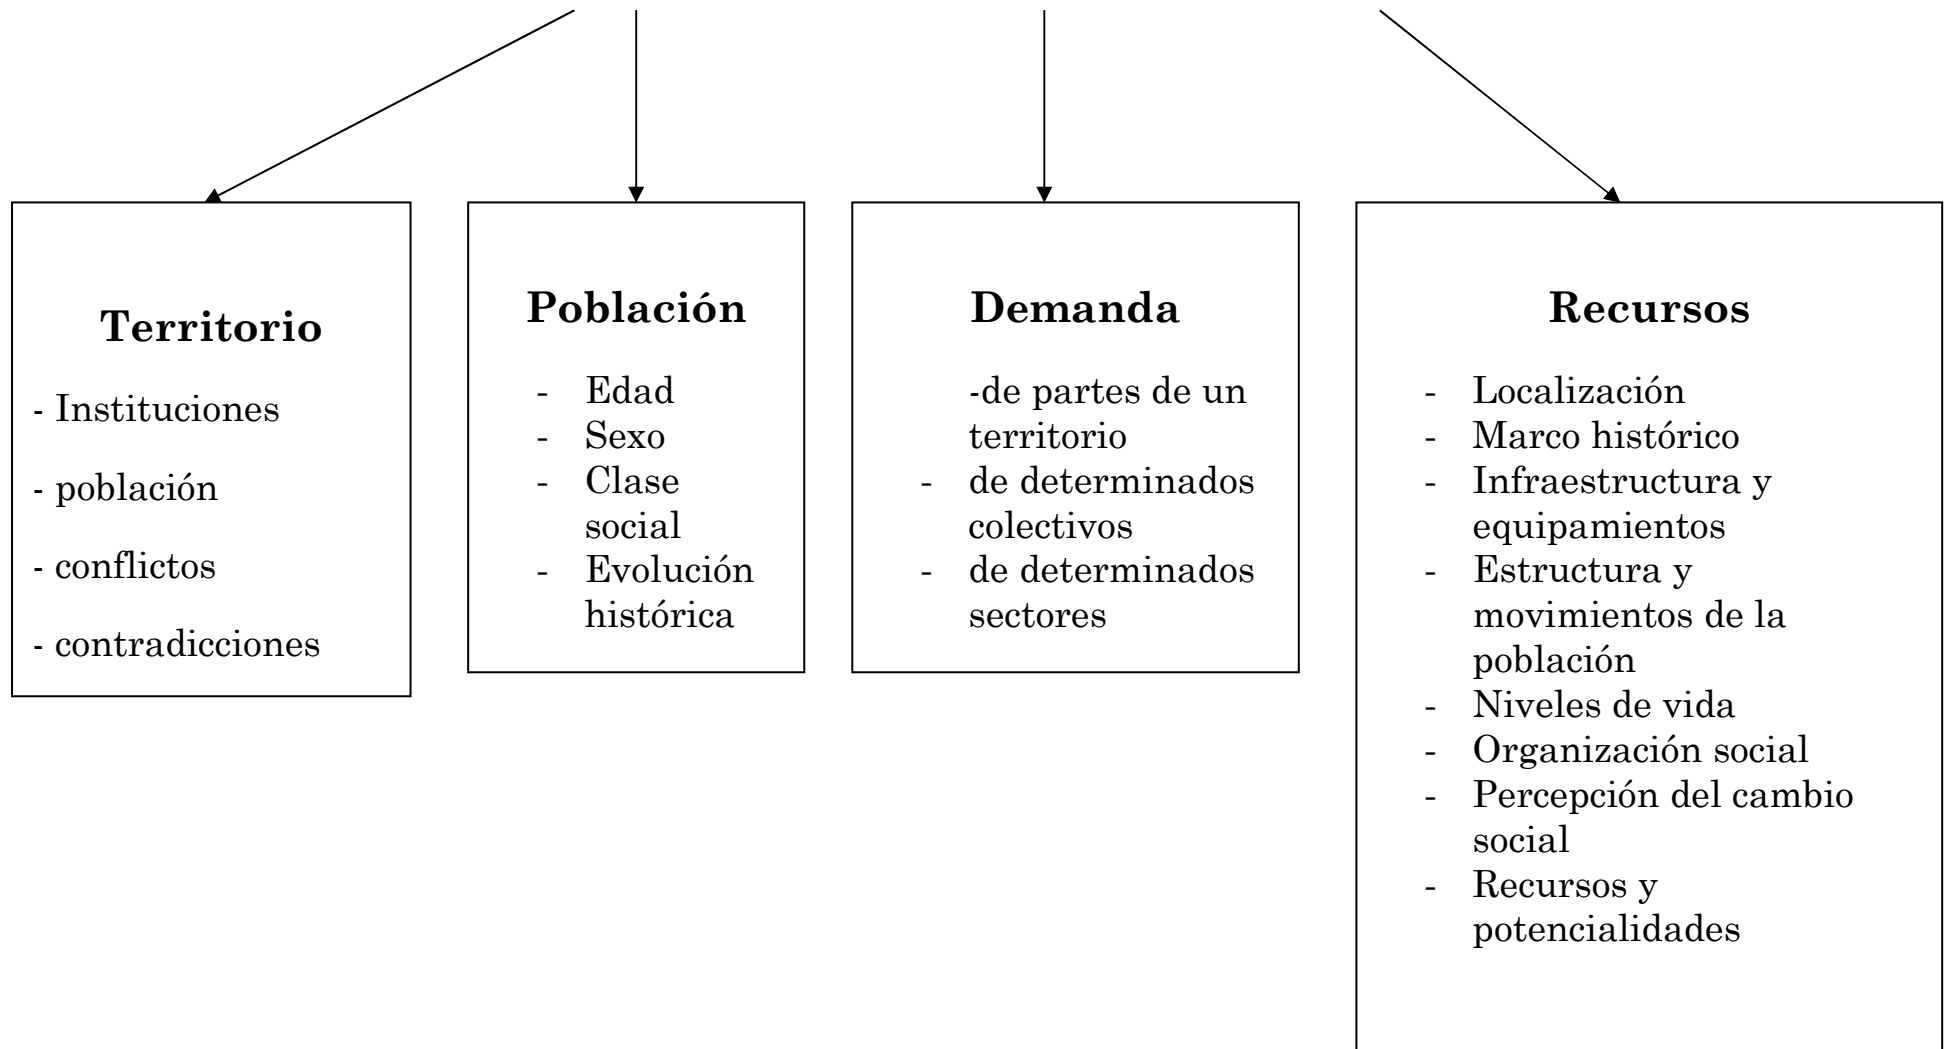 Territorio
- Instituciones
- población
- conflictos
- contradicciones
Población
- Edad
- Sexo
- Clase
social
- Evolución
histórica
Demanda
-de partes de un
territorio
- de determinados
colectivos
- de determinados
sectores
Recursos
- Localización
- Marco histórico
- Infraestructura y
equipamientos
- Estructura y
movimientos de la
población
- Niveles de vida
- Organización social
- Percepción del cambio
social
- Recursos y
potencialidades